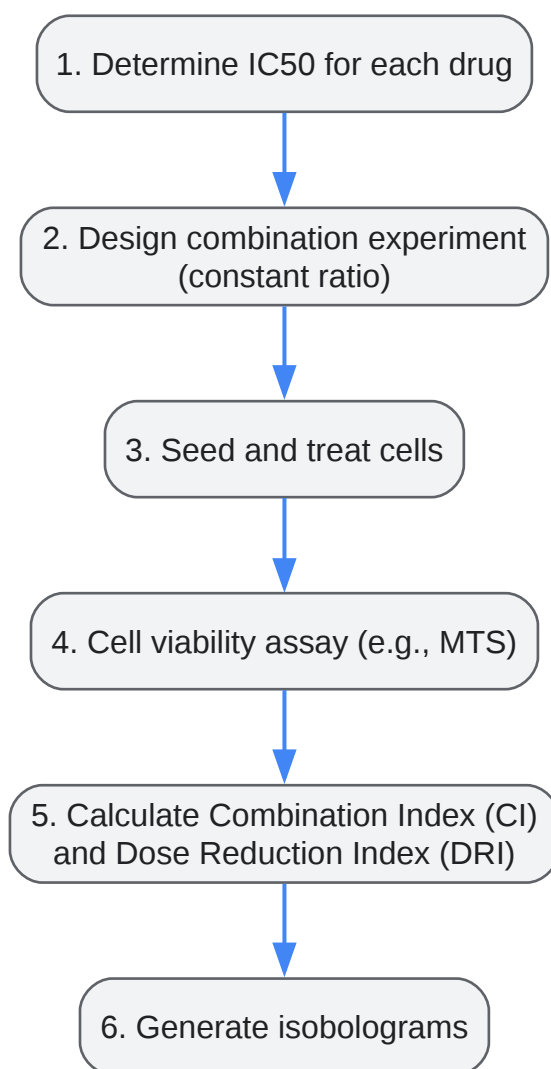 1. Determine IC50 for each drug
2. Design combination experiment
(constant ratio)
3. Seed and treat cells
4. Cell viability assay (e.g., MTS)
5. Calculate Combination Index (CI)
and Dose Reduction Index (DRI)
6. Generate isobolograms